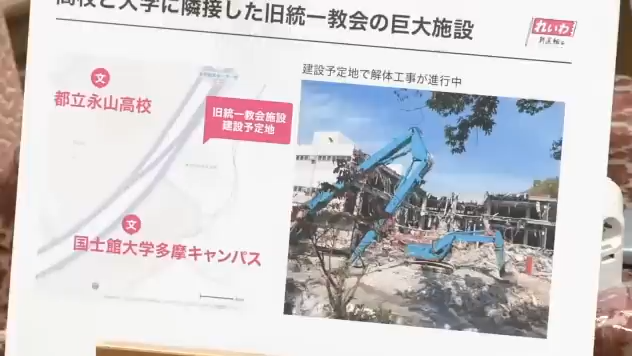 高校と大学に隣接した旧統一教会の巨大施設
れいわ
建設予定地で解体工事が進行中
文
都立永山高校
旧統一教会施設
建設予定地
文
国士舘大学多摩キャンパス